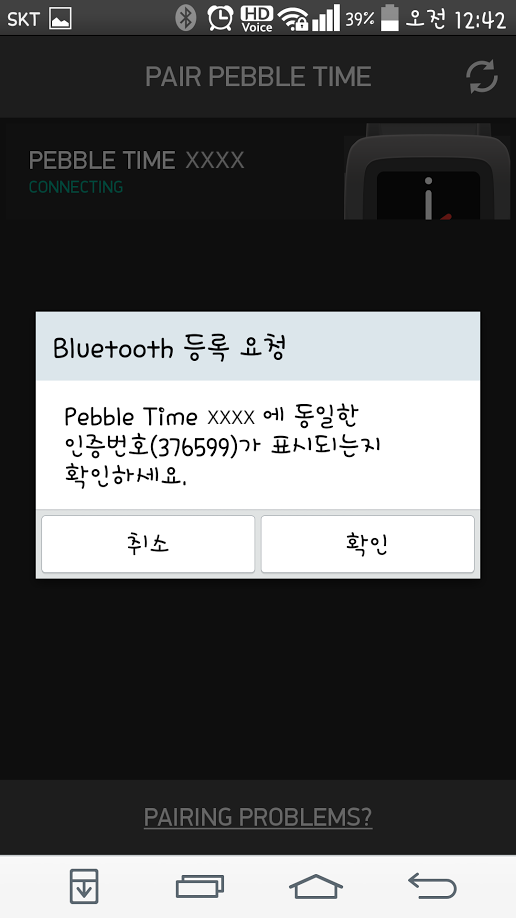 SKT HD Voice 39% 오전 12:42
PAIR PEBBLE TIME
PEBBLE TIME XXXX
CONNECTING
Bluetooth 등록 요청
Pebble Time XXXX 에 동일한
인증번호(376599)가 표시되는지
확인하세요.
취소 확인
PAIRING PROBLEMS?